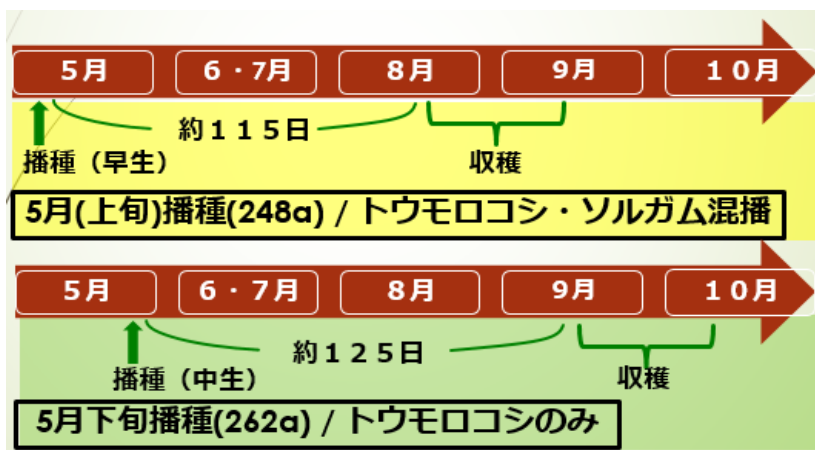 5月 6・7月 8月 9月 10月
約115日
播種（早生） 収穫
5月(上旬)播種(248a) / トウモロコシ・ソルガム混播
5月 6・7月 8月 9月 10月
約125日
播種（中生） 収穫
5月下旬播種(262a) / トウモロコシのみ